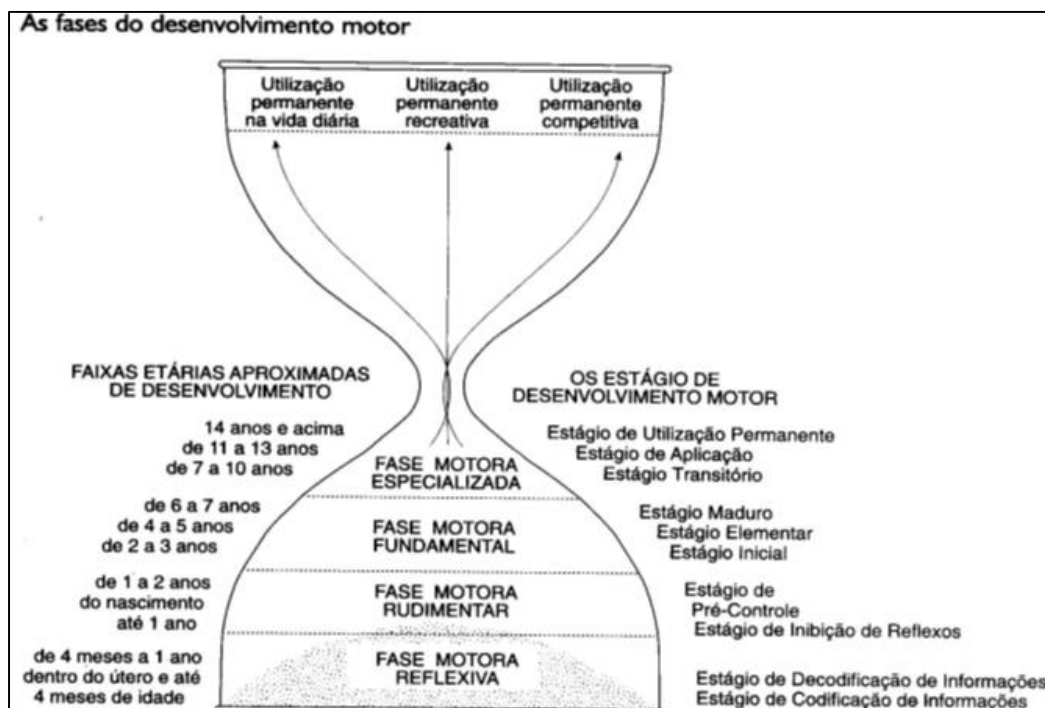 As fases do desenvolvimento motor
Utilização
permanente
na vida diária
Utilização
permanente
recreativa
Utilização
permanente
competitiva
FAIXAS ETÁRIAS APROXIMADAS
DE DESENVOLVIMENTO
OS ESTÁGIO DE
DESENVOLVIMENTO MOTOR
14 anos e acima
de 11 a 13 anos
de 7 a 10 anos
FASE MOTORA
ESPECIALIZADA
Estágio de Utilização Permanente
Estágio de Aplicação
Estágio Transitório
de 6 a 7 anos
de 4 a 5 anos
de 2 a 3 anos
FASE MOTORA
FUNDAMENTAL
Estágio Maduro
Estágio Elementar
Estágio Inicial
de 1 a 2 anos
do nascimento
até 1 ano
FASE MOTORA
RUDIMENTAR
Estágio de
Pré-Controle
Estágio de Inibição de Reflexos
de 4 meses a 1 ano
dentro do útero e até
4 meses de idade
FASE MOTORA
REFLEXIVA
Estágio de Decodificação de Informações
Estágio de Codificação de Informações